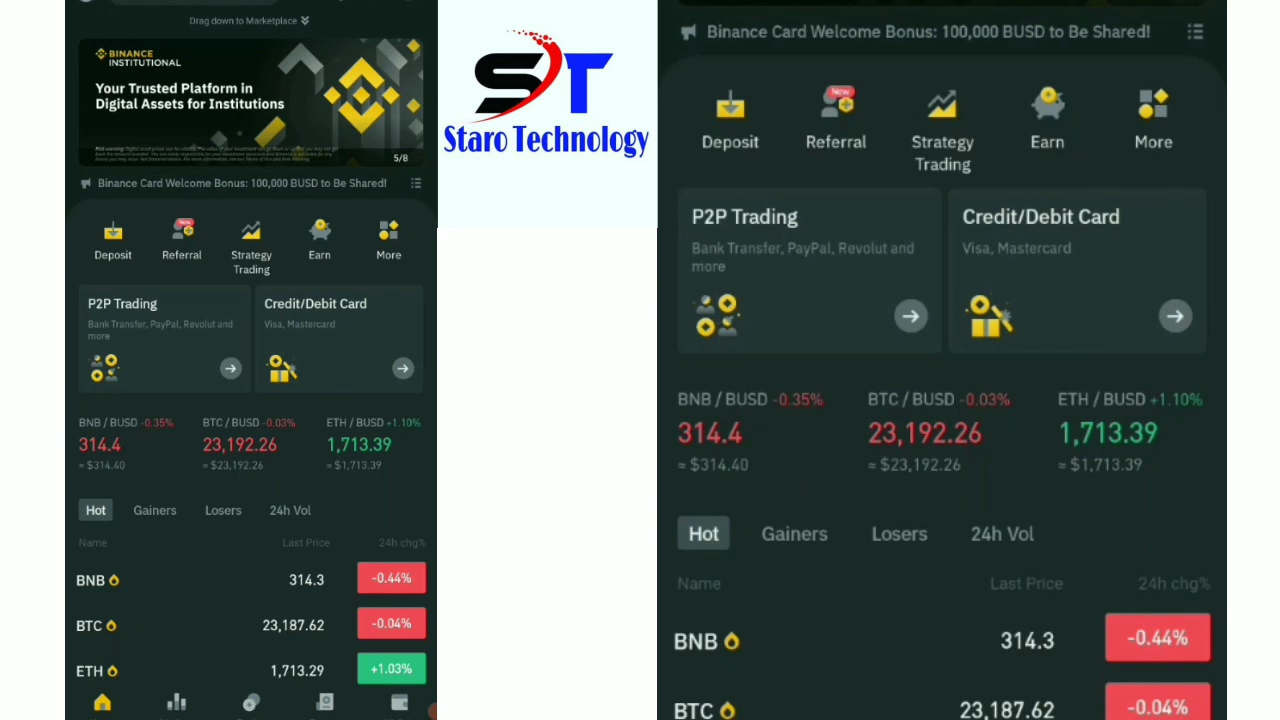 Drag down to Marketplace
BINANCE
INSTITUTIONAL
Your Trusted Platform in
Digital Assets for Institutions
5/8
Binance Card Welcome Bonus: 100,000 BUSD to Be Shared!
Deposit
New
Referral
Strategy
Trading
Earn
More
P2P Trading
Bank Transfer, PayPal, Revolut and
more
Credit/Debit Card
Visa, Mastercard
BNB / BUSD -0.35%
314.4
≈ $314.40
BTC / BUSD -0.03%
23,192.26
≈ $23,192.26
ETH / BUSD +1.10%
1,713.39
≈ $1,713.39
Hot Gainers Losers 24h Vol
Name Last Price 24h chg%
BNB 314.3 -0.44%
BTC 23,187.62 -0.04%
ETH 1,713.29 +1.03%
ST
Staro Technology
Binance Card Welcome Bonus: 100,000 BUSD to Be Shared!
Deposit
New
Referral
Strategy
Trading
Earn
More
P2P Trading
Bank Transfer, PayPal, Revolut and
more
Credit/Debit Card
Visa, Mastercard
BNB / BUSD -0.35%
314.4
≈ $314.40
BTC / BUSD -0.03%
23,192.26
≈ $23,192.26
ETH / BUSD +1.10%
1,713.39
≈ $1,713.39
Hot Gainers Losers 24h Vol
Name Last Price 24h chg%
BNB 314.3 -0.44%
BTC 23,187.62 -0.04%